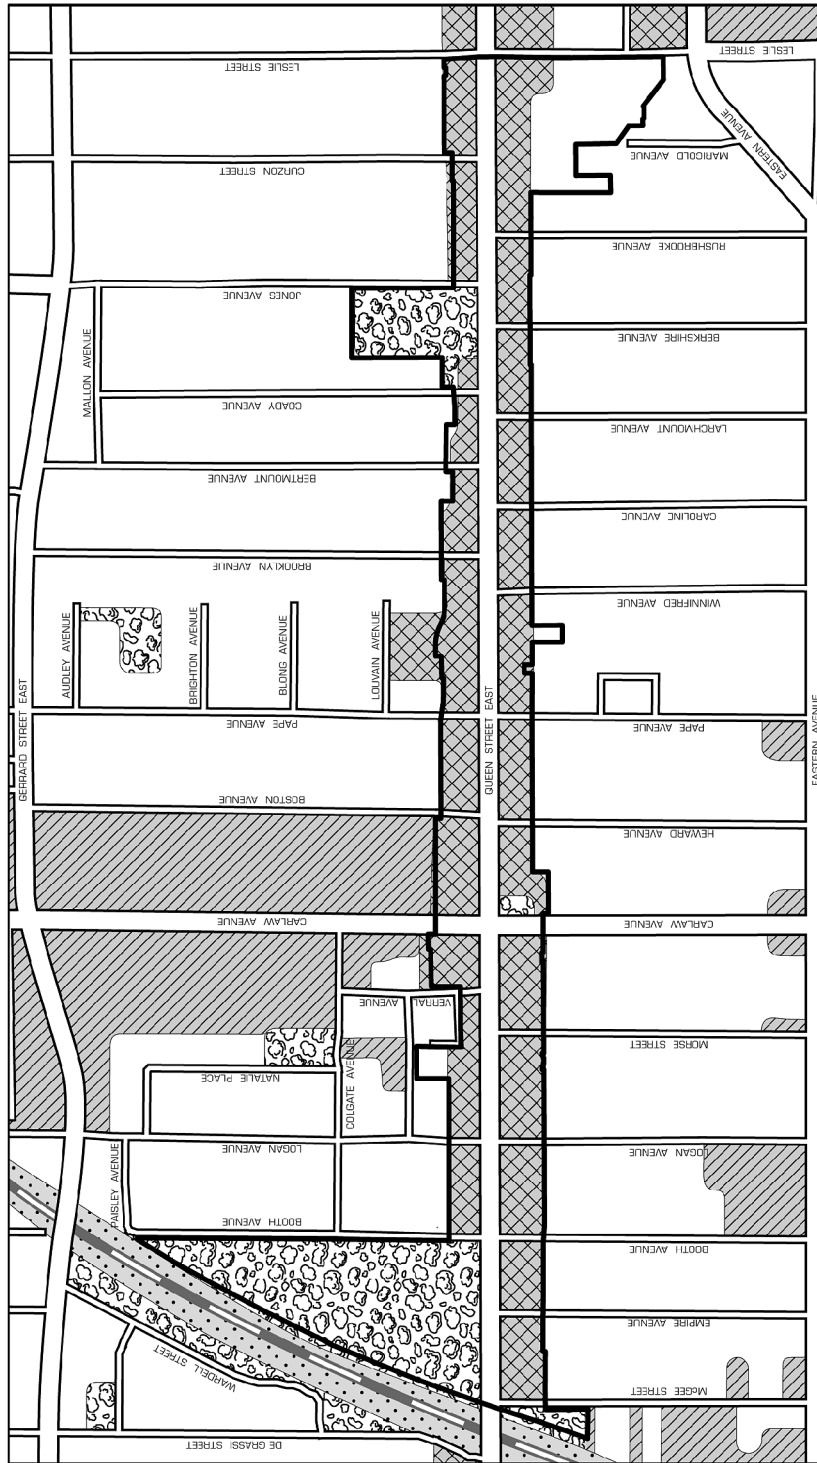 LESLIE STREET
LESLIE STREET
EASTERN AVENUE
CURZON STREET
MARIGOLD AVENUE
RUSHBROOKE AVENUE
JONES AVENUE
MALLON AVENUE
BERKSHIRE AVENUE
COADY AVENUE
LARCHMOUNT AVENUE
BERTMOUNT AVENUE
CAROLINE AVENUE
BROOKLYN AVENUE
WINNIFRED AVENUE
AUDLEY AVENUE
BRIGHTON AVENUE
BLONG AVENUE
LOUVAIN AVENUE
GERRARD STREET EAST
PAPE AVENUE
QUEEN STREET EAST
PAPE AVENUE
EASTERN AVENUE
BOSTON AVENUE
HEWARD AVENUE
CARLAW AVENUE
CARLAW AVENUE
VERRAL
AVENUE
MORSE STREET
NATALIE PLACE
COLGATE AVENUE
LOGAN AVENUE
LOGAN AVENUE
PAISLEY AVENUE
BOOTH AVENUE
BOOTH AVENUE
EMPIRE AVENUE
WARDELL STREET
McGEE STREET
DE GRASSI STREET